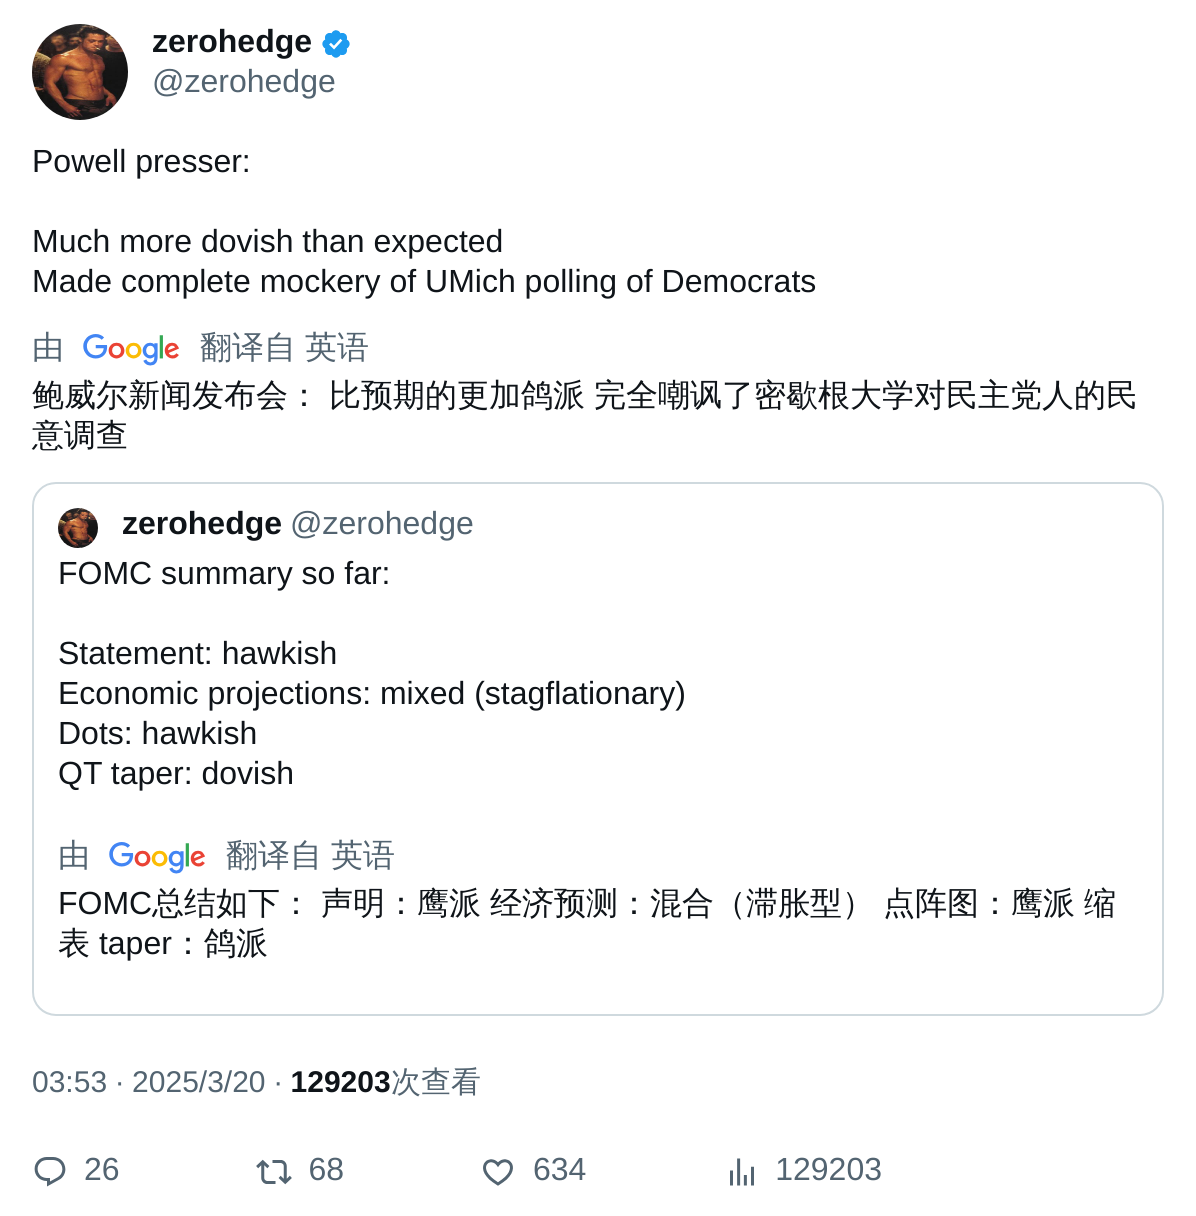 zerohedge
@zerohedge
Powell presser:
Much more dovish than expected
Made complete mockery of UMich polling of Democrats
由 Google 翻译自 英语
鲍威尔新闻发布会： 比预期的更加鸽派 完全嘲讽了密歇根大学对民主党人的民
意调查
zerohedge @zerohedge
FOMC summary so far:
Statement: hawkish
Economic projections: mixed (stagflationary)
Dots: hawkish
QT taper: dovish
由 Google 翻译自 英语
FOMC总结如下： 声明：鹰派 经济预测：混合（滞胀型） 点阵图：鹰派 缩
表 taper：鸽派
03:53 · 2025/3/20 · 129203次查看
26 68 634 129203